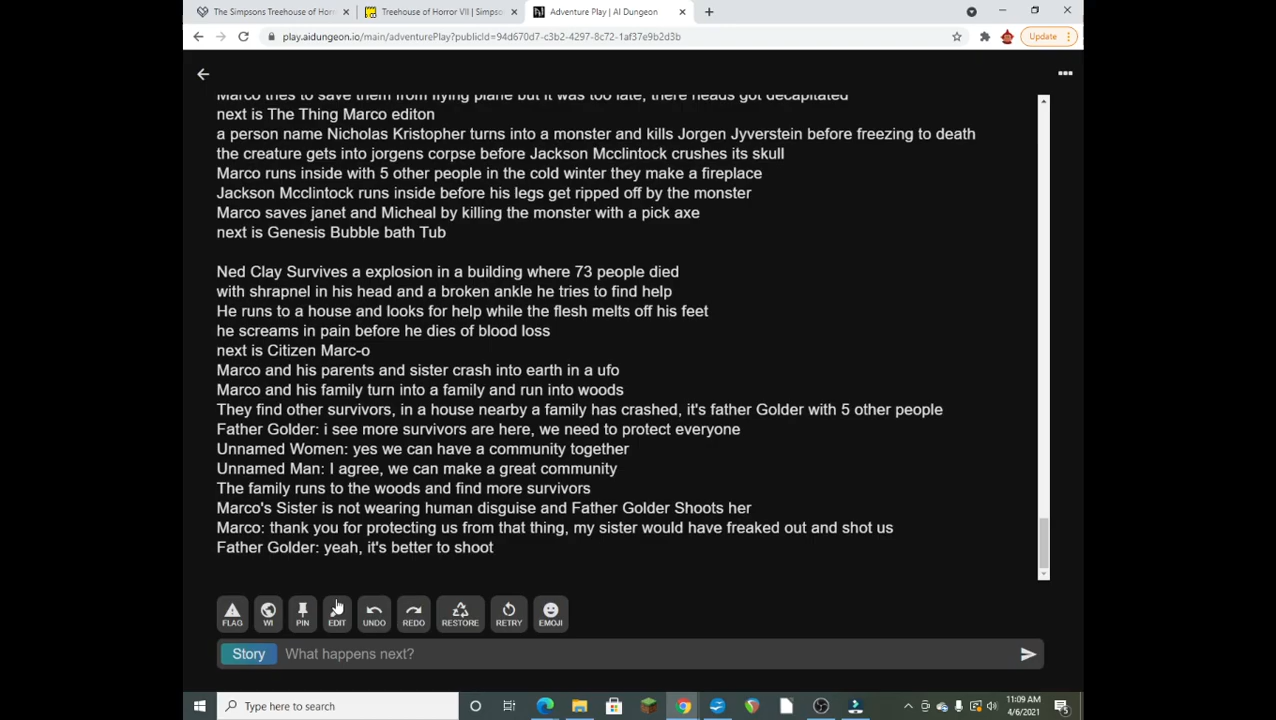 The Simpsons Treehouse of Horr
Treehouse of Horror VII | Simpso
Adventure Play | AI Dungeon
play.aidungeon.io/main/adventurePlay?publicId=94d670d7-c3b2-4297-8c72-1af37e9b2d3b
Update
Marco tries to save them from flying plane but it was too late, there heads got decapitated
next is The Thing Marco editon
a person name Nicholas Kristopher turns into a monster and kills Jorgen Jyverstein before freezing to death
the creature gets into jorgens corpse before Jackson Mcclintock crushes its skull
Marco runs inside with 5 other people in the cold winter they make a fireplace
Jackson Mcclintock runs inside before his legs get ripped off by the monster
Marco saves janet and Micheal by killing the monster with a pick axe
next is Genesis Bubble bath Tub
Ned Clay Survives a explosion in a building where 73 people died
with shrapnel in his head and a broken ankle he tries to find help
He runs to a house and looks for help while the flesh melts off his feet
he screams in pain before he dies of blood loss
next is Citizen Marc-o
Marco and his parents and sister crash into earth in a ufo
Marco and his family turn into a family and run into woods
They find other survivors, in a house nearby a family has crashed, it's father Golder with 5 other people
Father Golder: i see more survivors are here, we need to protect everyone
Unnamed Women: yes we can have a community together
Unnamed Man: I agree, we can make a great community
The family runs to the woods and find more survivors
Marco's Sister is not wearing human disguise and Father Golder Shoots her
Marco: thank you for protecting us from that thing, my sister would have freaked out and shot us
Father Golder: yeah, it's better to shoot
FLAG WI PIN EDIT UNDO REDO RESTORE RETRY EMOJI
Story What happens next?
Type here to search
11:09 AM
4/6/2021
5